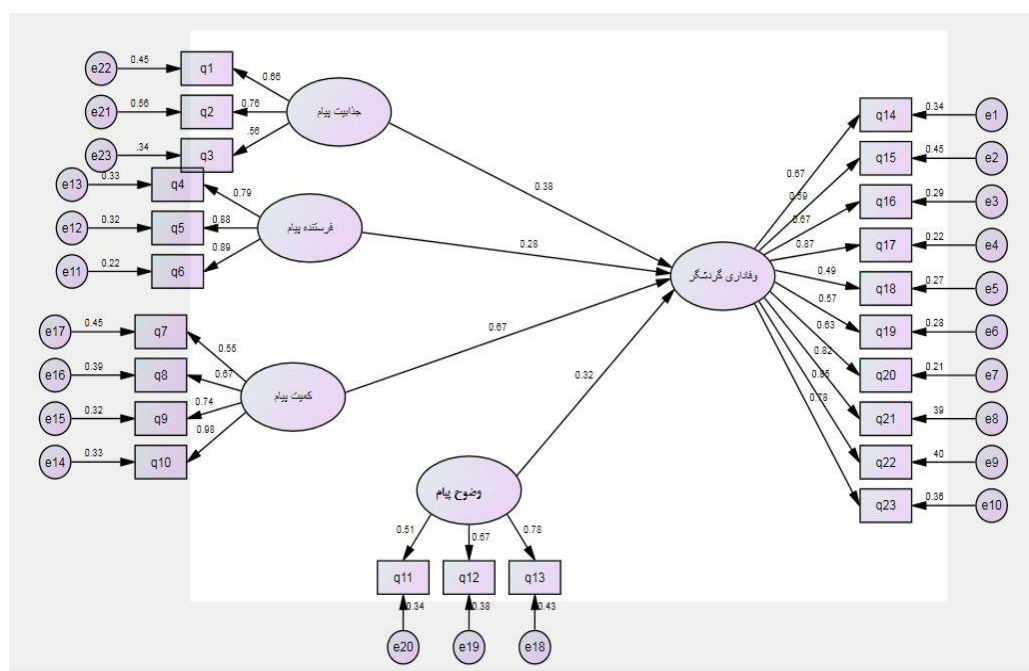 e22 0.45 q1 0.66
e21 0.56 q2 0.76
e23 .34 q3 .56
جذابیت پیام
0.38
e13 0.33 q4 0.79
e12 0.32 q5 0.88
e11 0.22 q6 0.89
فرستنده پیام
0.28
e17 0.45 q7 0.55
e16 0.39 q8 0.67
e15 0.32 q9 0.74
e14 0.33 q10 0.98
کمیت پیام
0.67
وضوح پیام
0.32
0.51 0.67 0.78
q11 q12 q13
0.34 0.38 0.43
e20 e19 e18
وفاداری گردشگر
0.67 q14 0.34 e1
0.59 q15 0.45 e2
0.67 q16 0.29 e3
0.87 q17 0.22 e4
0.49 q18 0.27 e5
0.57 q19 0.28 e6
0.63 q20 0.21 e7
0.82 q21 39 e8
0.85 q22 40 e9
0.78 q23 0.36 e10